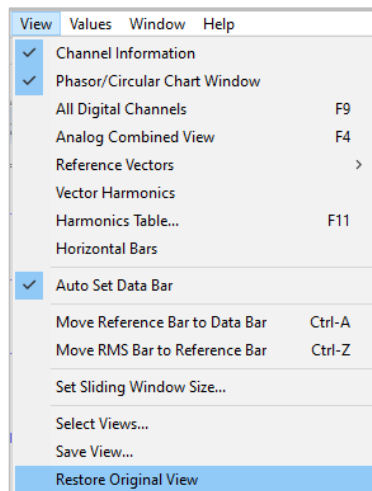 View Values Window Help
Channel Information
Phasor/Circular Chart Window
All Digital Channels F9
Analog Combined View F4
Reference Vectors
Vector Harmonics
Harmonics Table... F11
Horizontal Bars
Auto Set Data Bar
Move Reference Bar to Data Bar Ctrl-A
Move RMS Bar to Reference Bar Ctrl-Z
Set Sliding Window Size...
Select Views...
Save View...
Restore Original View